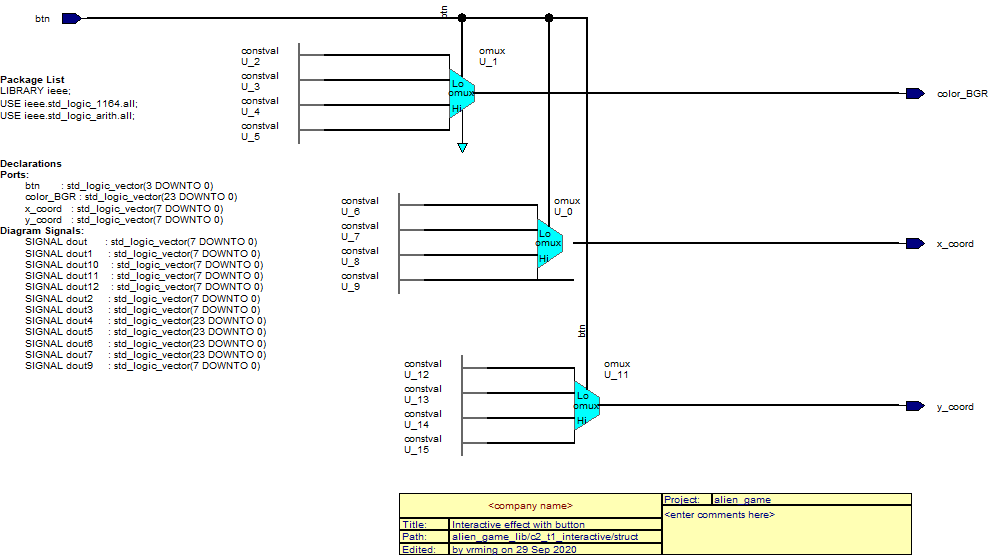 btn
btn
constval
U_2
constval
U_3
constval
U_4
constval
U_5
omux
U_1
Lo
omux
Hi
color_BGR
Package List
LIBRARY ieee;
USE ieee.std_logic_1164.all;
USE ieee.std_logic_arith.all;
Declarations
Ports:
btn : std_logic_vector(3 DOWNTO 0)
color_BGR : std_logic_vector(23 DOWNTO 0)
x_coord : std_logic_vector(7 DOWNTO 0)
y_coord : std_logic_vector(7 DOWNTO 0)
Diagram Signals:
SIGNAL dout : std_logic_vector(7 DOWNTO 0)
SIGNAL dout1 : std_logic_vector(7 DOWNTO 0)
SIGNAL dout10 : std_logic_vector(7 DOWNTO 0)
SIGNAL dout11 : std_logic_vector(7 DOWNTO 0)
SIGNAL dout12 : std_logic_vector(7 DOWNTO 0)
SIGNAL dout2 : std_logic_vector(7 DOWNTO 0)
SIGNAL dout3 : std_logic_vector(7 DOWNTO 0)
SIGNAL dout4 : std_logic_vector(23 DOWNTO 0)
SIGNAL dout5 : std_logic_vector(23 DOWNTO 0)
SIGNAL dout6 : std_logic_vector(23 DOWNTO 0)
SIGNAL dout7 : std_logic_vector(23 DOWNTO 0)
SIGNAL dout9 : std_logic_vector(7 DOWNTO 0)
constval
U_6
constval
U_7
constval
U_8
constval
U_9
omux
U_0
Lo
omux
Hi
x_coord
btn
constval
U_12
constval
U_13
constval
U_14
constval
U_15
omux
U_11
Lo
omux
Hi
y_coord
<company name>
Title: Interactive effect with button
Path: alien_game_lib/c2_t1_interactive/struct
Edited: by vrming on 29 Sep 2020
Project: alien_game
<enter comments here>